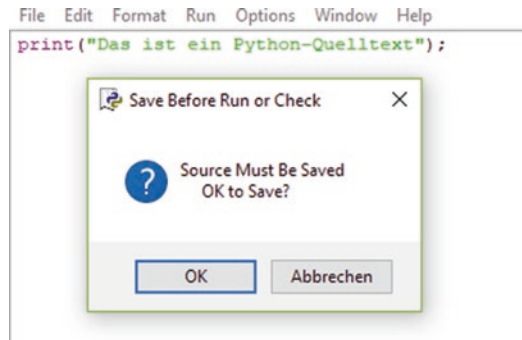 File Edit Format Run Options Window Help
print("Das ist ein Python-Quelltext");
Save Before Run or Check
Source Must Be Saved
OK to Save?
OK Abbrechen